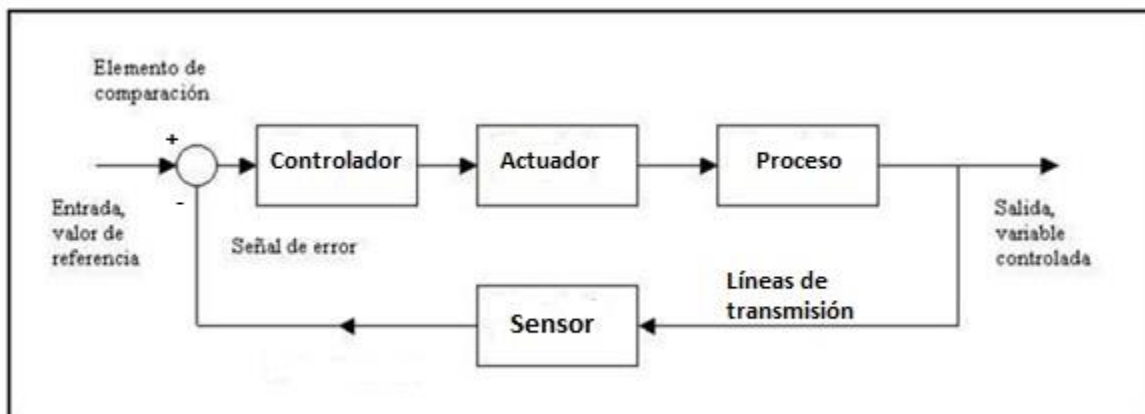 Elemento de
comparación
+
Controlador
Actuador
Proceso
-
Entrada,
valor de
referencia
Señal de error
Salida,
variable
controlada
Líneas de
transmisión
Sensor